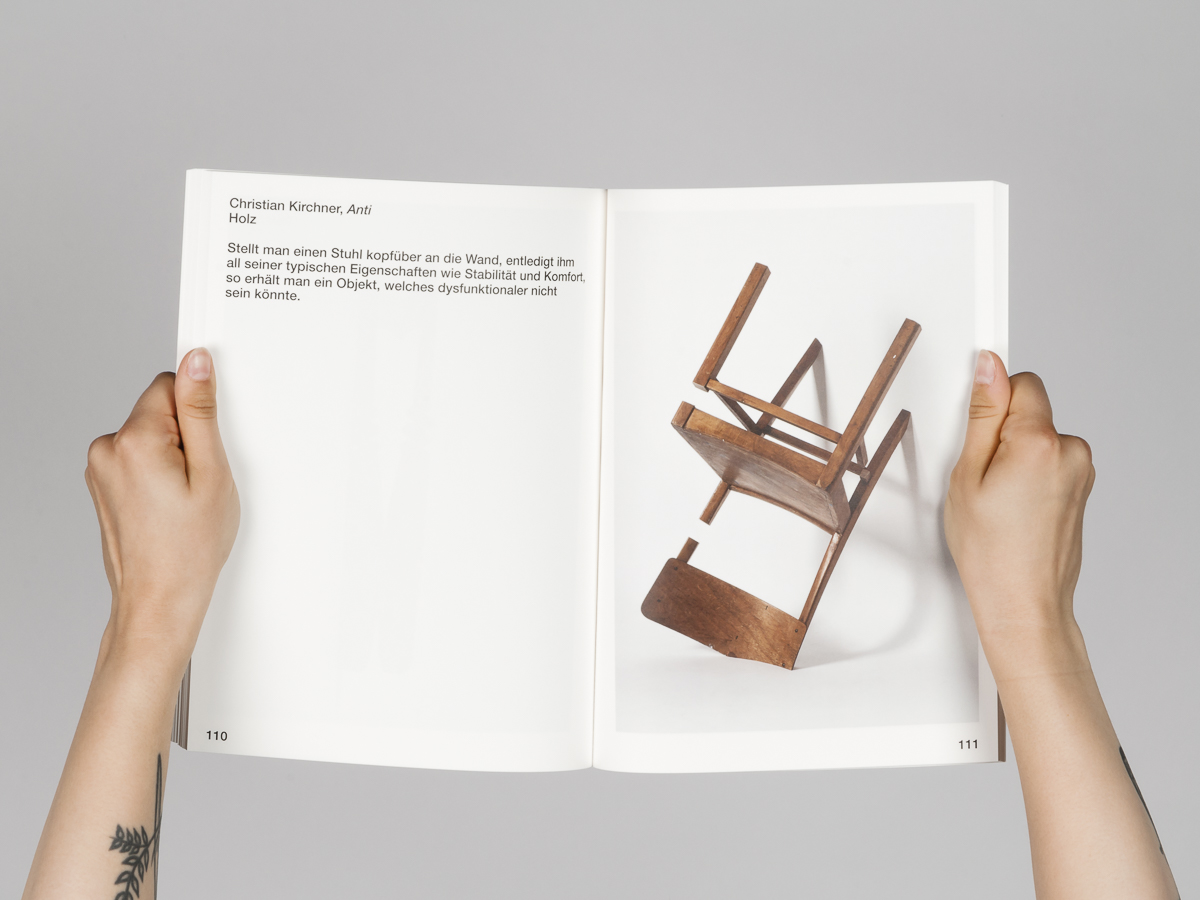 Christian Kirchner, Anti
Holz
Stellt man einen Stuhl kopfüber an die Wand, entledigt ihm
all seiner typischen Eigenschaften wie Stabilität und Komfort,
so erhält man ein Objekt, welches dysfunktionaler nicht
sein könnte.
110
111